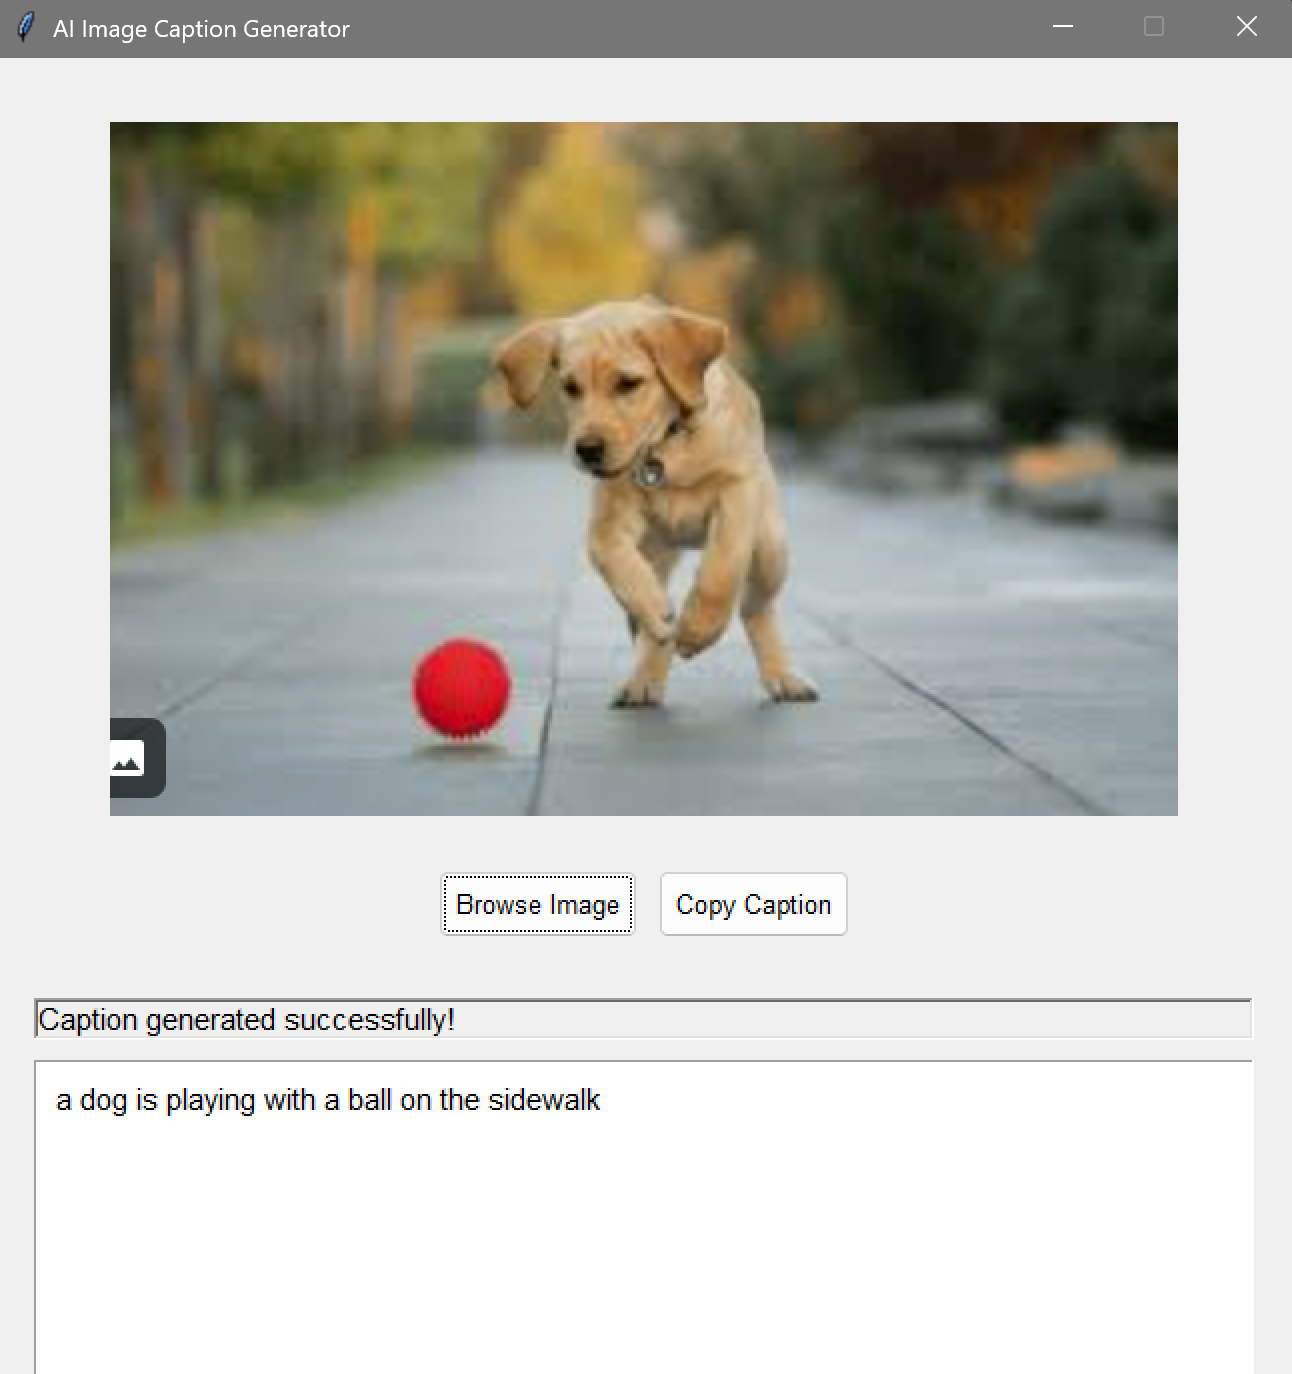 AI Image Caption Generator
Browse Image
Copy Caption
Caption generated successfully!
a dog is playing with a ball on the sidewalk